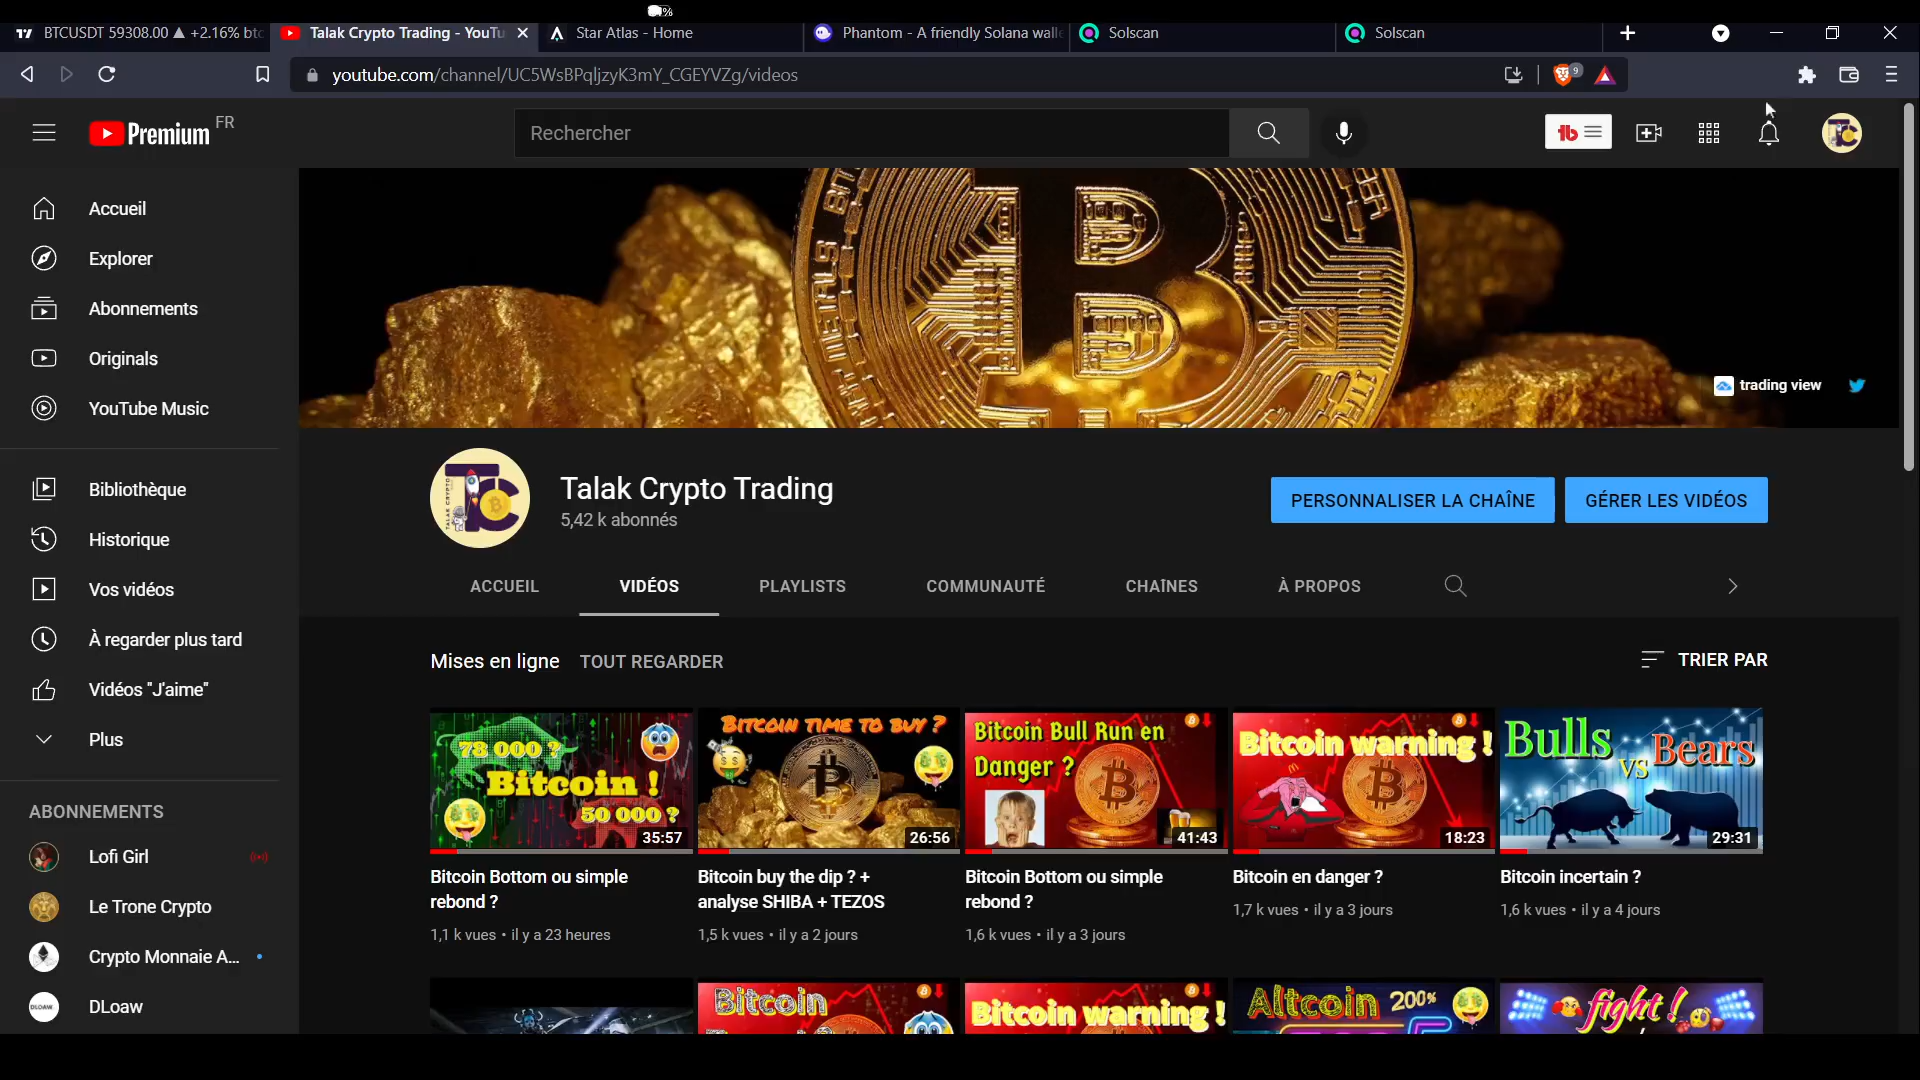 BTCUSDT 59308.00 ▲ +2.16% btc
Talak Crypto Trading - YouTu
Star Atlas - Home
Phantom - A friendly Solana walle
Solscan
Solscan
youtube.com/channel/UC5WsBPqljzyK3mY_CGEYVZg/videos
9
Premium FR
Rechercher
tb
Accueil
Explorer
Abonnements
Originals
YouTube Music
Bibliothèque
Historique
Vos vidéos
À regarder plus tard
Vidéos "J'aime"
Plus
ABONNEMENTS
Lofi Girl
Le Trone Crypto
Crypto Monnaie A...
DLoaw
trading view
Talak Crypto Trading
5,42 k abonnés
PERSONNALISER LA CHAÎNE
GÉRER LES VIDÉOS
ACCUEIL
VIDÉOS
PLAYLISTS
COMMUNAUTÉ
CHAÎNES
À PROPOS
Mises en ligne
TOUT REGARDER
TRIER PAR
73 000 ?
Bitcoin !
50 000 ?
35:57
BITCOIN TIME TO BUY ?
26:56
Bitcoin Bull Run en
Danger ?
41:43
Bitcoin warning !
18:23
Bulls
VS
Bears
29:31
Bitcoin Bottom ou simple
rebond ?
1,1 k vues • il y a 23 heures
Bitcoin buy the dip ? +
analyse SHIBA + TEZOS
1,5 k vues • il y a 2 jours
Bitcoin Bottom ou simple
rebond ?
1,6 k vues • il y a 3 jours
Bitcoin en danger ?
1,7 k vues • il y a 3 jours
Bitcoin incertain ?
1,6 k vues • il y a 4 jours
Bitcoin
Bitcoin warning !
Altcoin 200%
fight !